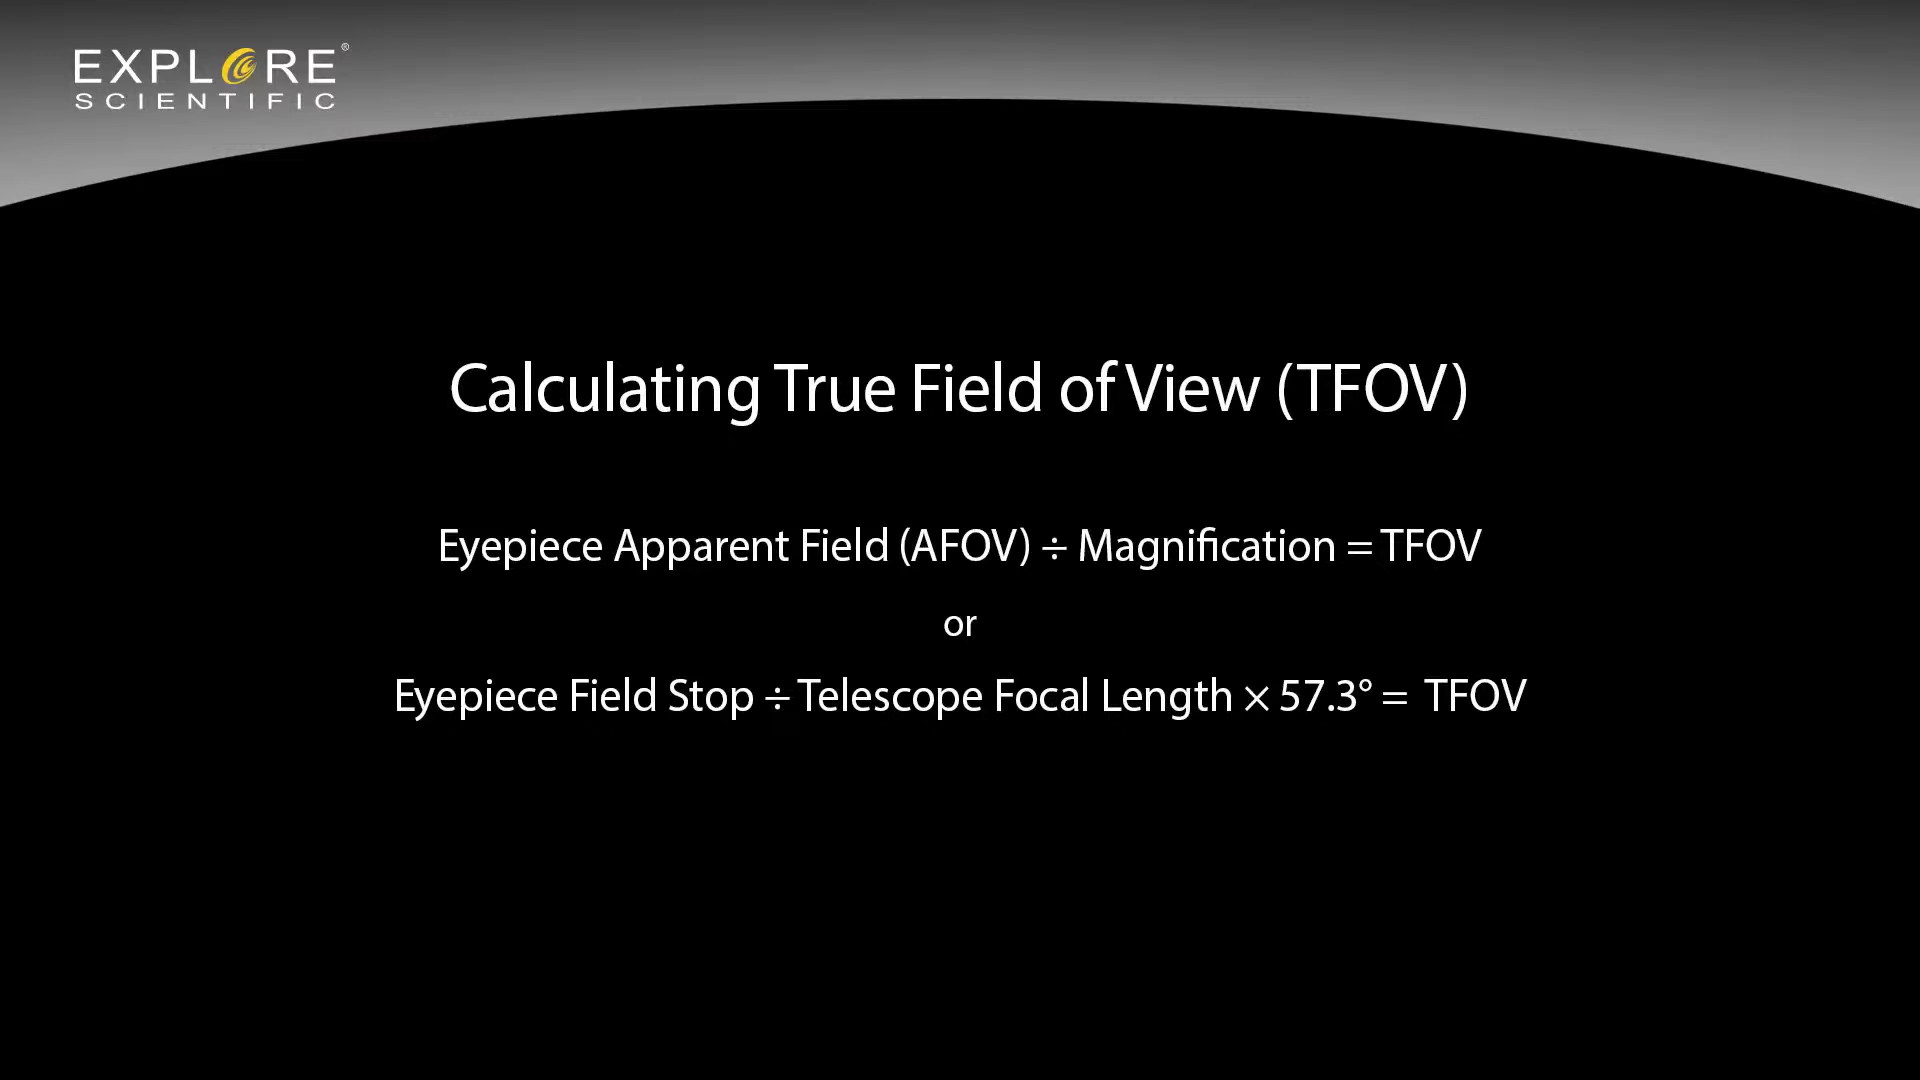 EXPLORE®
SCIENTIFIC
Calculating True Field of View (TFOV)
Eyepiece Apparent Field (AFOV) ÷ Magnification = TFOV
or
Eyepiece Field Stop ÷ Telescope Focal Length × 57.3° = TFOV